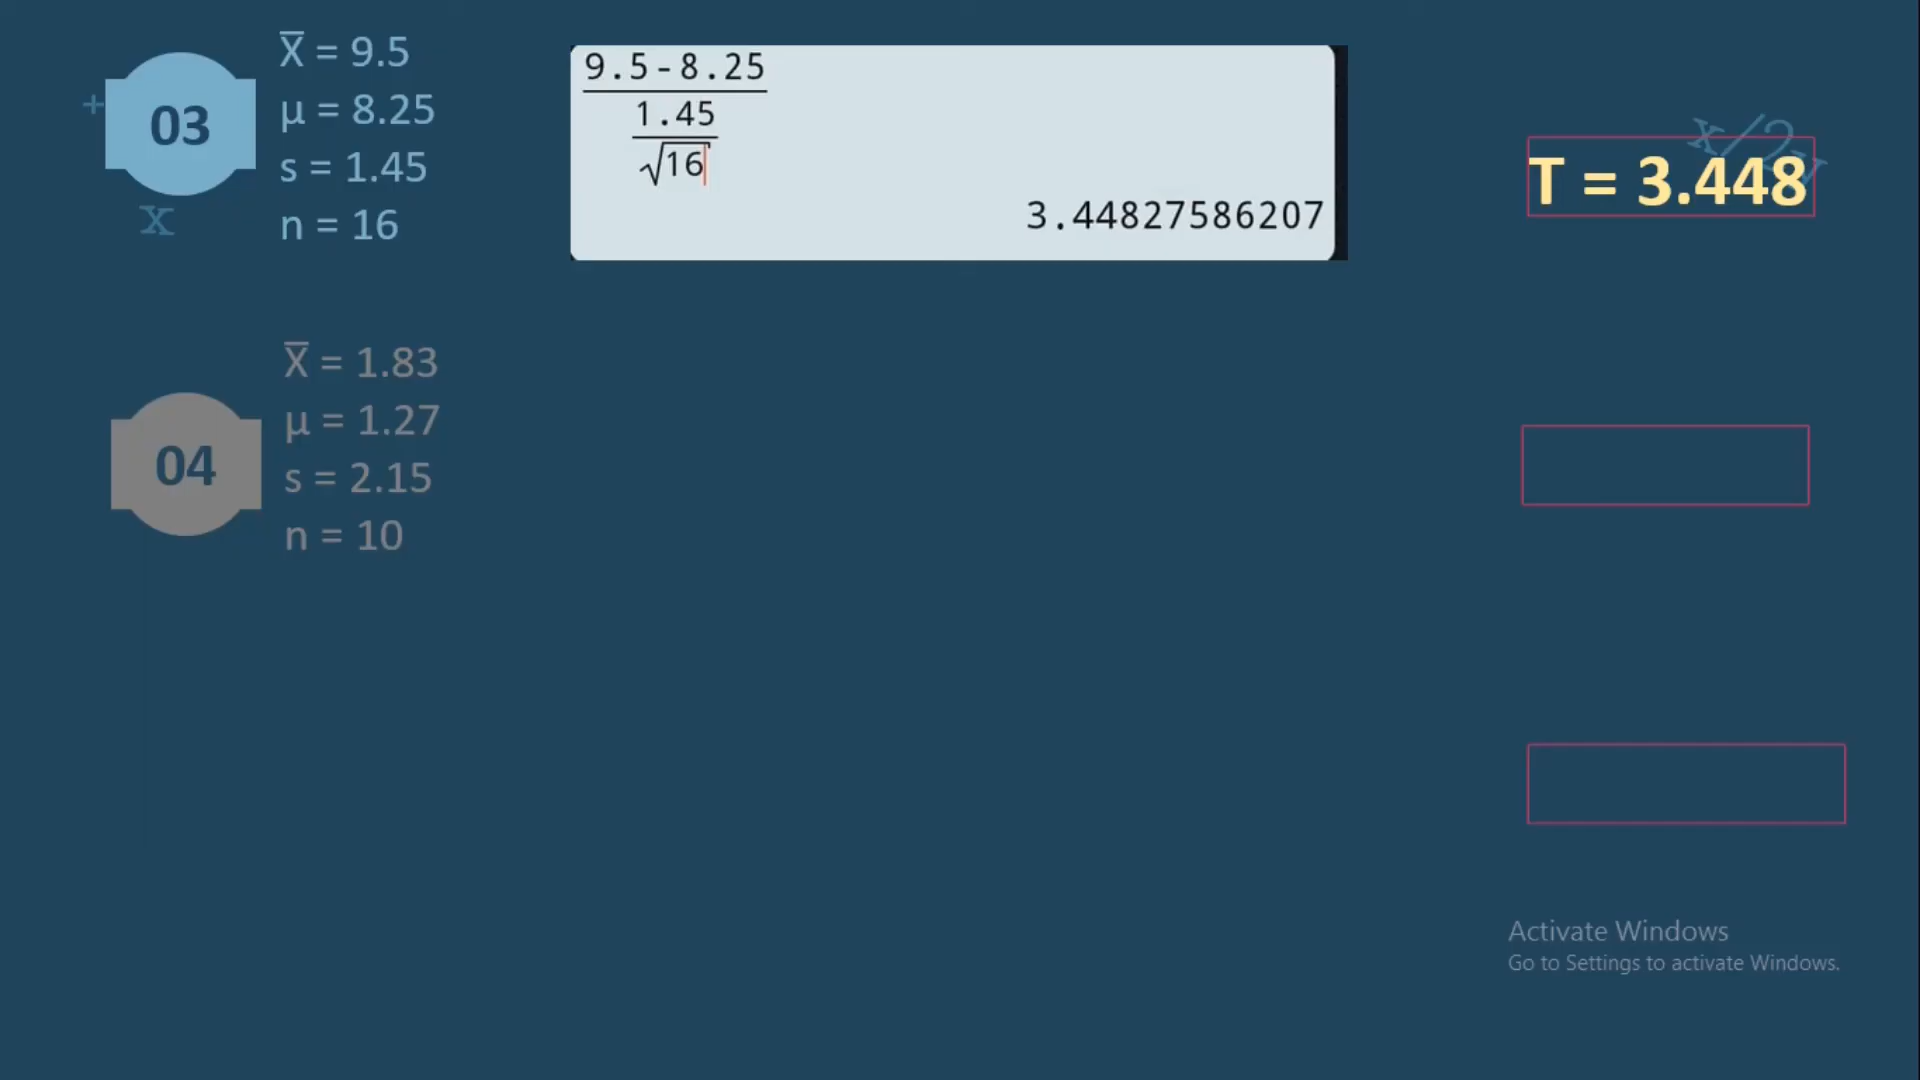 03
X̅ = 9.5
μ = 8.25
s = 1.45
n = 16
+
x
9.5-8.25
1.45
√16
3.44827586207
x/2y
T = 3.448
04
X̅ = 1.83
μ = 1.27
s = 2.15
n = 10
Activate Windows
Go to Settings to activate Windows.